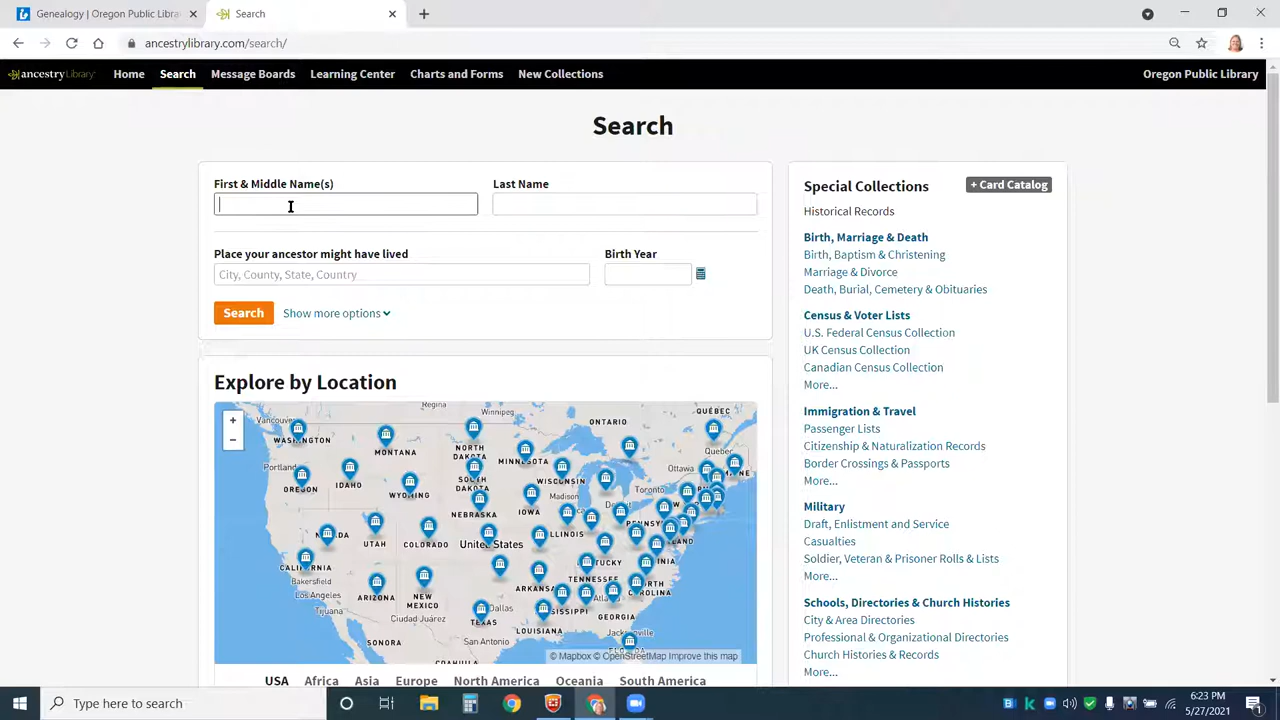 Genealogy | Oregon Public Libra
Search
ancestrylibrary.com/search/
ancestryLibrary
Home
Search
Message Boards
Learning Center
Charts and Forms
New Collections
Oregon Public Library
Search
First & Middle Name(s)
Last Name
Place your ancestor might have lived
Birth Year
City, County, State, Country
Search
Show more options
Explore by Location
Regina
Winnipeg
Vancouver
QUÉBEC
ONTARIO
WASHINGTON
MONTANA
NORTH DAKOTA
MINNESOTA
Quebec
Portland
OREGON
IDAHO
WYOMING
SOUTH DAKOTA
WISCONSIN
Ottawa
Madison
Toronto
NEBRASKA
IOWA
UTAH
COLORADO
United States
ILLINOIS
CALIFORNIA
Bakersfield
Los Angeles
Tijuana
ARIZONA
NEW MEXICO
Ciudad Juárez
Dallas
TEXAS
San Antonio
SONORA
TENNESSEE
LOUISIANA
GEORGIA
Jacksonville
© Mapbox © OpenStreetMap Improve this map
USA
Africa
Asia
Europe
North America
Oceania
South America
Special Collections
+ Card Catalog
Historical Records
Birth, Marriage & Death
Birth, Baptism & Christening
Marriage & Divorce
Death, Burial, Cemetery & Obituaries
Census & Voter Lists
U.S. Federal Census Collection
UK Census Collection
Canadian Census Collection
More...
Immigration & Travel
Passenger Lists
Citizenship & Naturalization Records
Border Crossings & Passports
More...
Military
Draft, Enlistment and Service
Casualties
Soldier, Veteran & Prisoner Rolls & Lists
More...
Schools, Directories & Church Histories
City & Area Directories
Professional & Organizational Directories
Church Histories & Records
More...
Type here to search
6:23 PM
5/27/2021